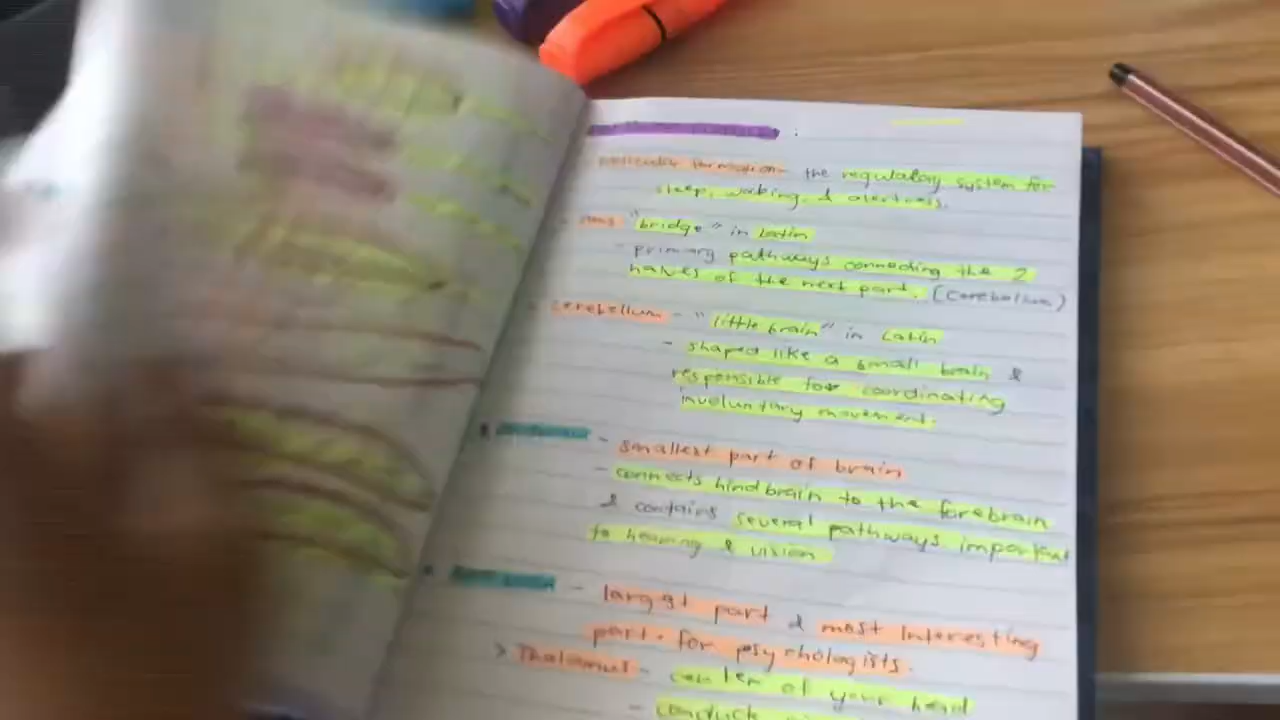 formation - the regulatory system for
sleep, waking, & alertness.
"bridge" in Latin
- primary pathways connecting the 2
halves of the next part. (Cerebellum)
cerebellum - "little brain" in Latin
- shaped like a small brain &
responsible for coordinating
involuntary movement.
- smallest part of brain
- connects hindbrain to the forebrain
& contains several pathways important
to hearing & vision
- largest part & most interesting
part for psychologists.
> Thalamus - center of your head
- conduct